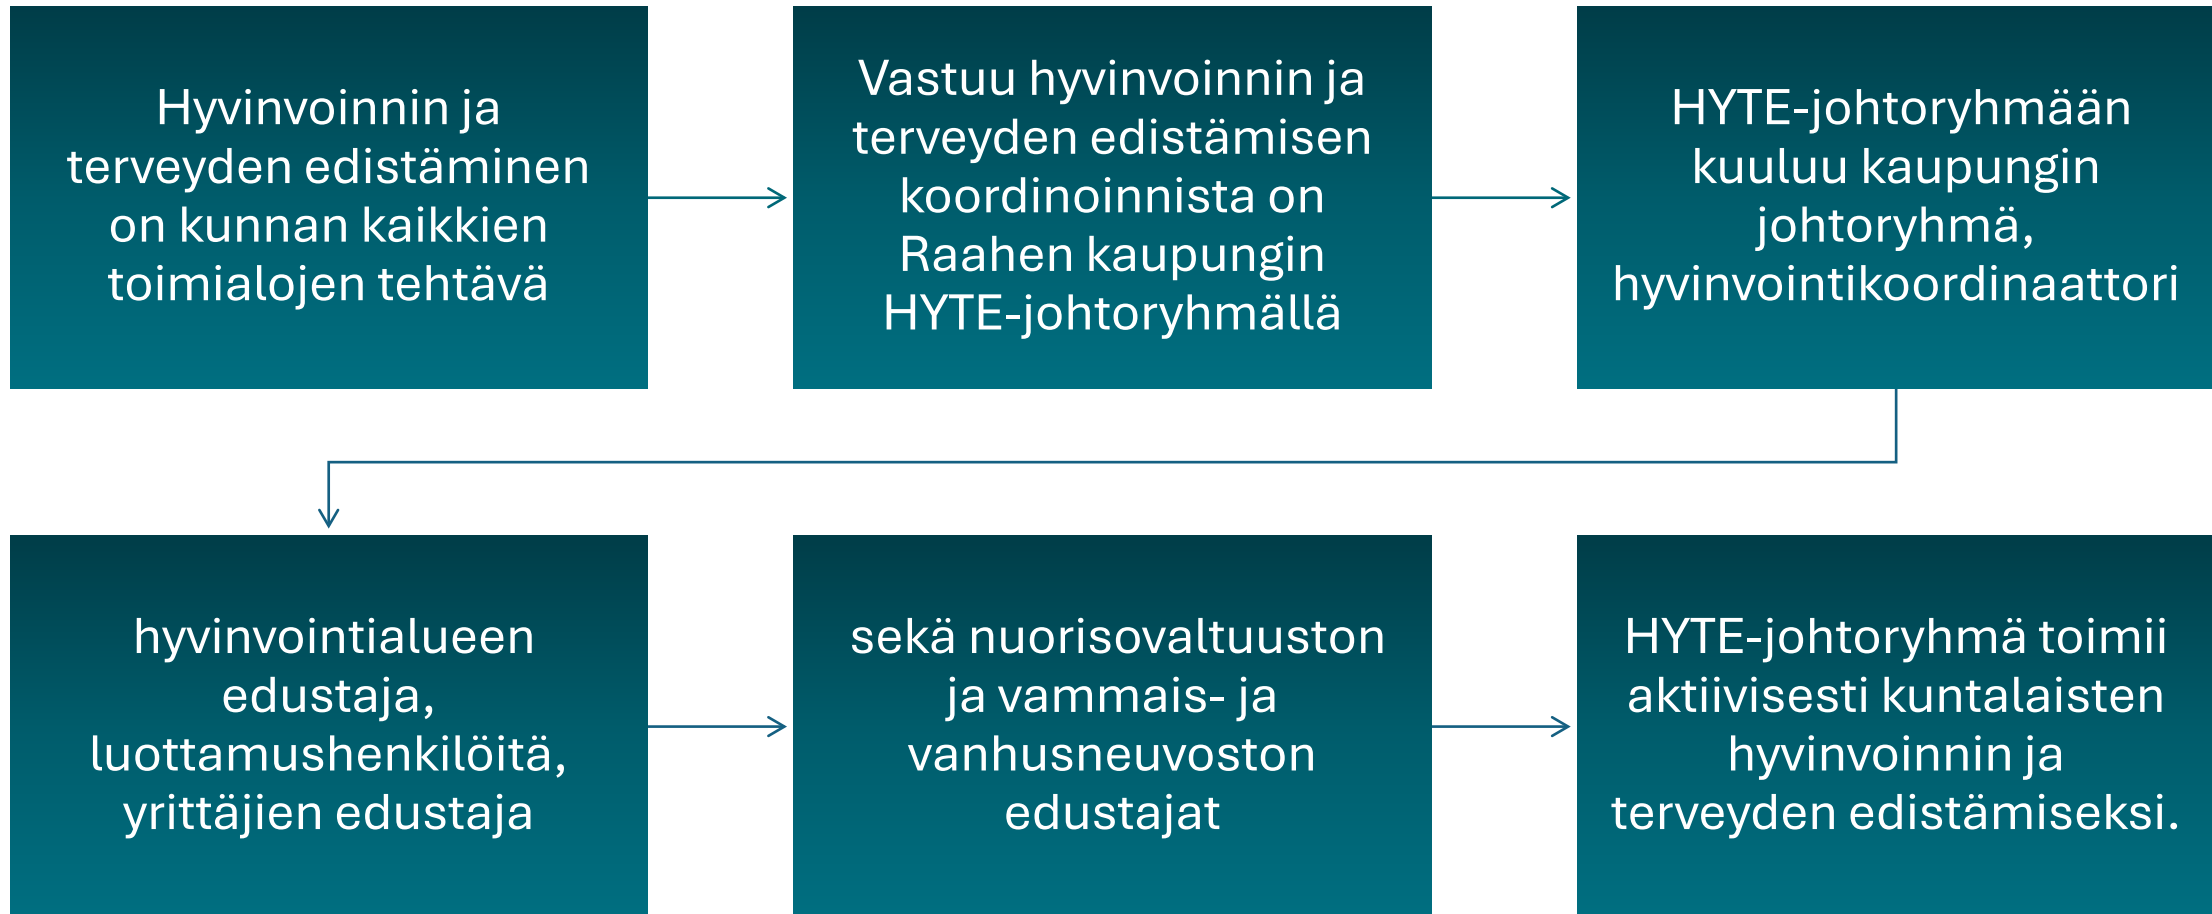 Hyvinvoinnin ja
terveyden edistäminen
on kunnan kaikkien
toimialojen tehtävä
Vastuu hyvinvoinnin ja
terveyden edistämisen
koordinoinnista on
Raahen kaupungin
HYTE-johtoryhmällä
HYTE-johtoryhmään
kuuluu kaupungin
johtoryhmä,
hyvinvointikoordinaattori
hyvinvointialueen
edustaja,
luottamushenkilöitä,
yrittäjien edustaja
sekä nuorisovaltuuston
ja vammais- ja
vanhusneuvoston
edustajat
HYTE-johtoryhmä toimii
aktiivisesti kuntalaisten
hyvinvoinnin ja
terveyden edistämiseksi.